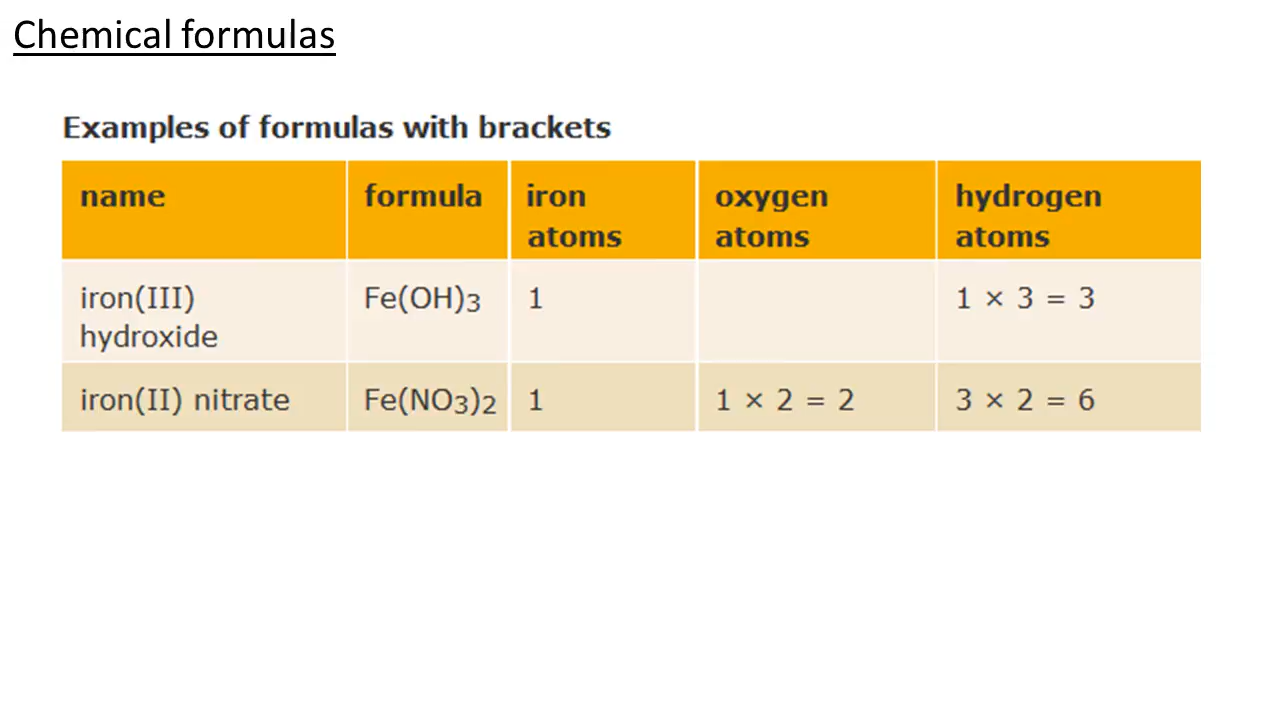 Chemical formulas
Examples of formulas with brackets
name formula iron atoms oxygen atoms hydrogen atoms
iron(III) hydroxide Fe(OH)3 1 1 × 3 = 3
iron(II) nitrate Fe(NO3)2 1 1 × 2 = 2 3 × 2 = 6